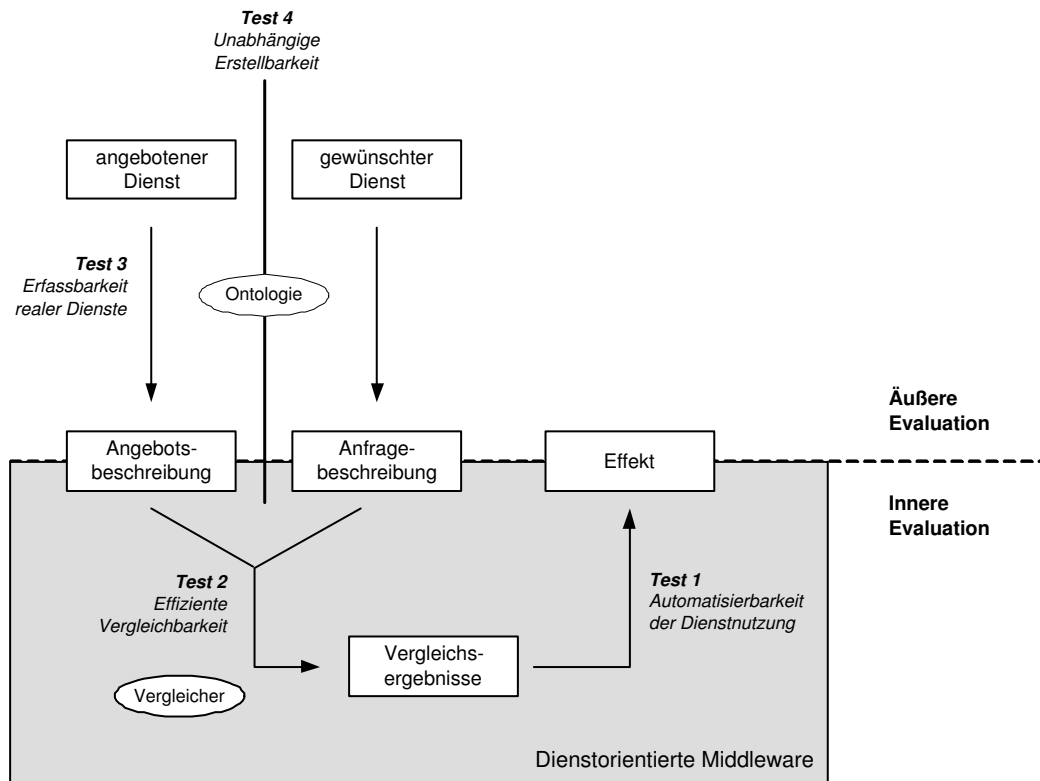 Test 4
Unabhängige
Erstellbarkeit
angebotener
Dienst
gewünschter
Dienst
Test 3
Erfassbarkeit
realer Dienste
Ontologie
Äußere
Evaluation
Angebots-
beschreibung
Anfrage-
beschreibung
Effekt
Innere
Evaluation
Test 2
Effiziente
Vergleichbarkeit
Test 1
Automatisierbarkeit
der Dienstnutzung
Vergleichs-
ergebnisse
Vergleicher
Dienstorientierte Middleware